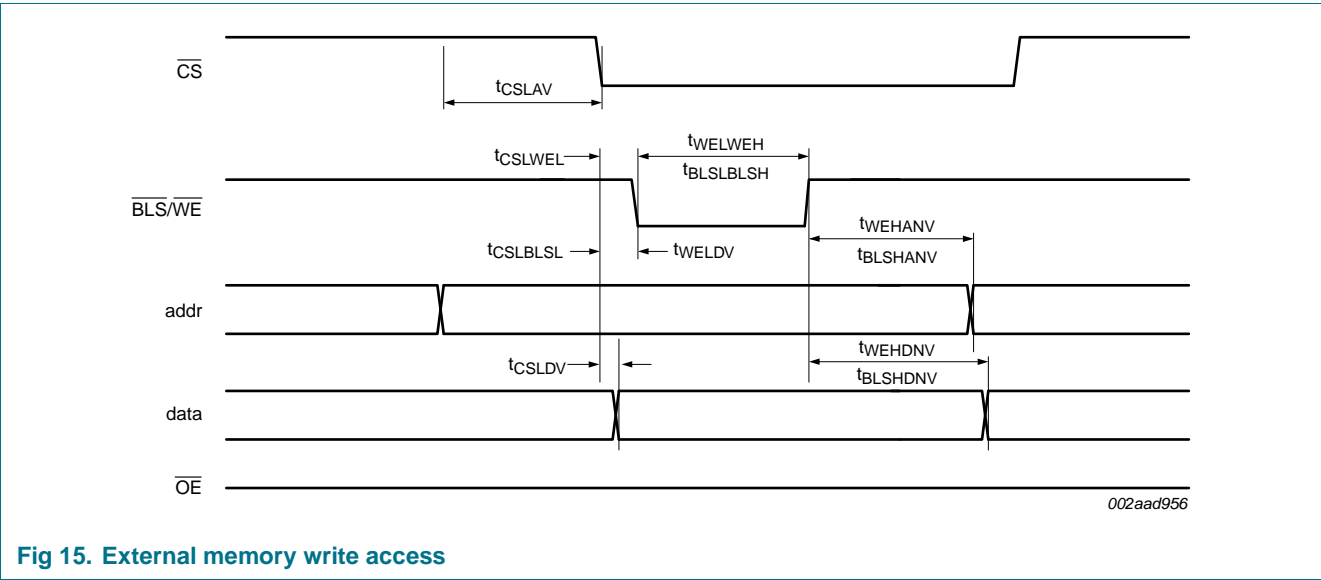 CS
tCSLAV
tCSLWEL
tWELWEH
tBLSLBLSH
BLS/WE
tCSLBLSL
tWELDV
tWEHANV
tBLSHANV
addr
tCSLDV
tWEHDNV
tBLSHDNV
data
OE
002aad956
Fig 15. External memory write access